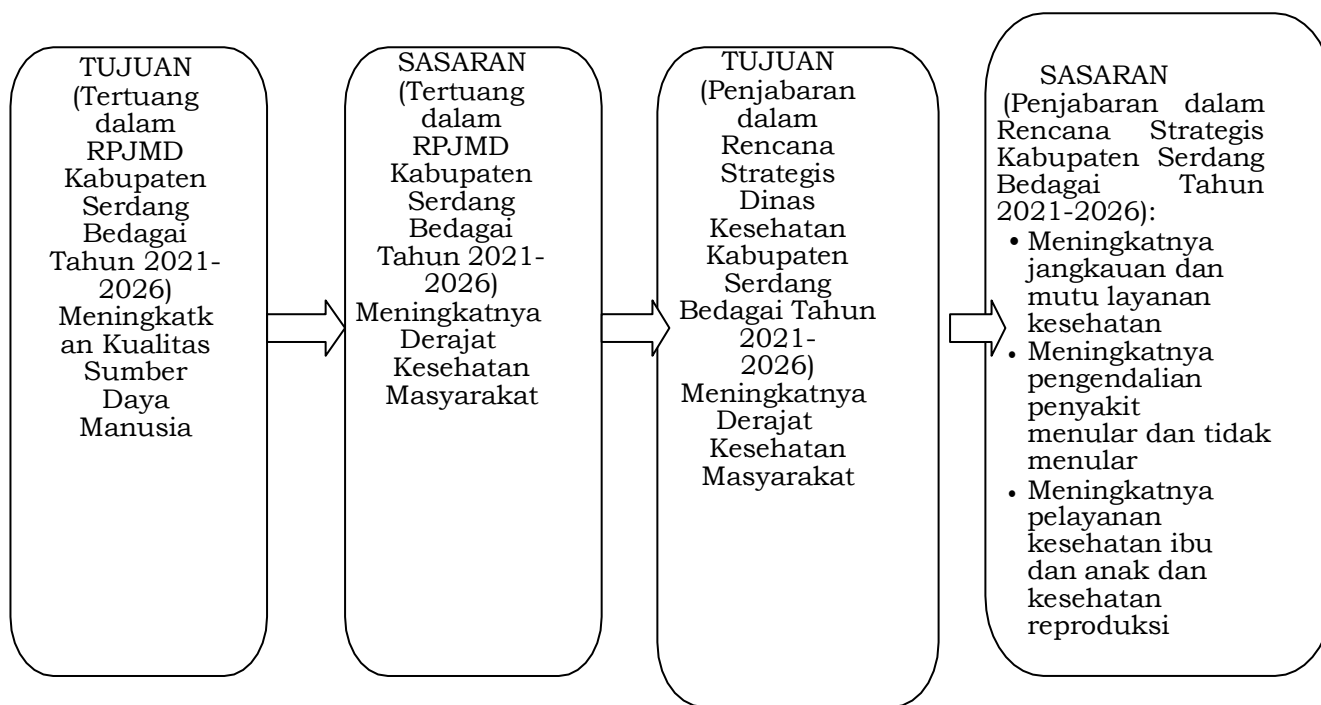 TUJUAN
(Tertuang
dalam
RPJMD
Kabupaten
Serdang
Bedagai
Tahun 2021-
2026)
Meningkatk
an Kualitas
Sumber
Daya
Manusia
SASARAN
(Tertuang
dalam
RPJMD
Kabupaten
Serdang
Bedagai
Tahun 2021-
2026)
Meningkatnya
Derajat
Kesehatan
Masyarakat
TUJUAN
(Penjabaran
dalam
Rencana
Strategis
Dinas
Kesehatan
Kabupaten
Serdang
Bedagai Tahun
2021-
2026)
Meningkatnya
Derajat
Kesehatan
Masyarakat
SASARAN
(Penjabaran dalam
Rencana Strategis
Kabupaten Serdang
Bedagai Tahun
2021-2026):
• Meningkatnya
jangkauan dan
mutu layanan
kesehatan
• Meningkatnya
pengendalian
penyakit
menular dan tidak
menular
• Meningkatnya
pelayanan
kesehatan ibu
dan anak dan
kesehatan
reproduksi